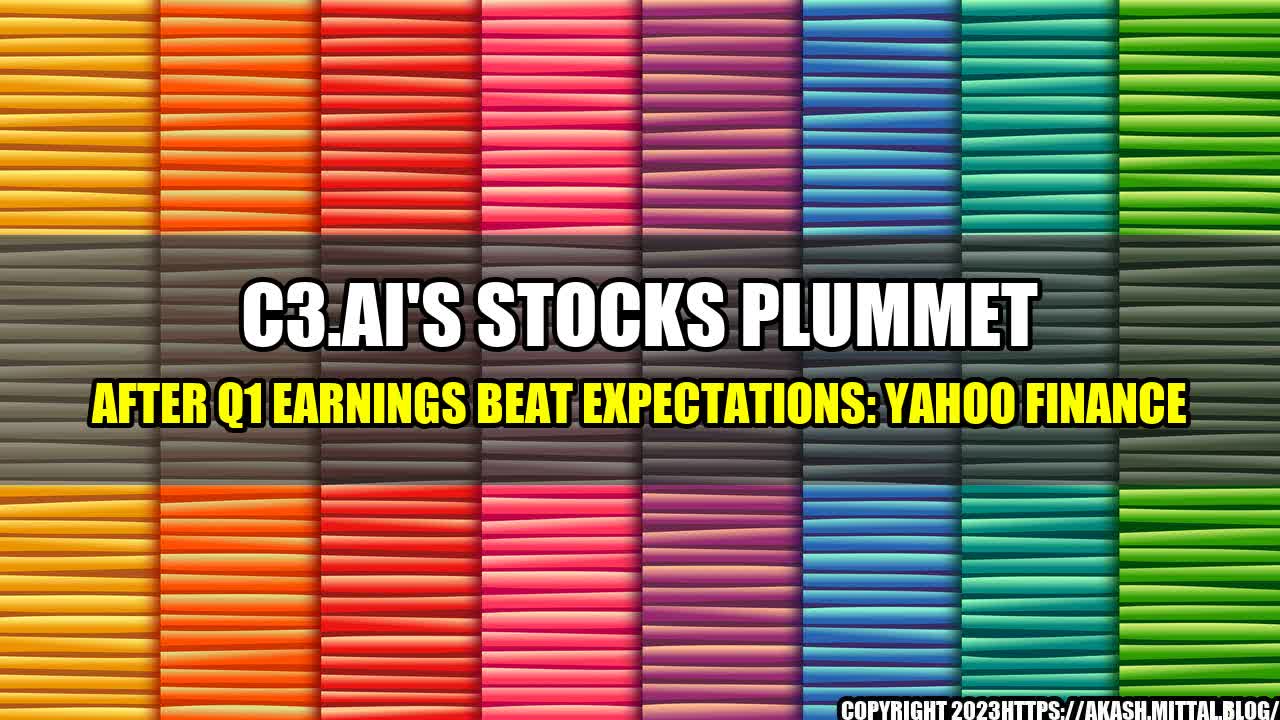 C3.AI'S STOCKS PLUMMET
AFTER Q1 EARNINGS BEAT EXPECTATIONS: YAHOO FINANCE
COPYRIGHT 2023HTTPS://AKASH.MITTAL.BLOG/